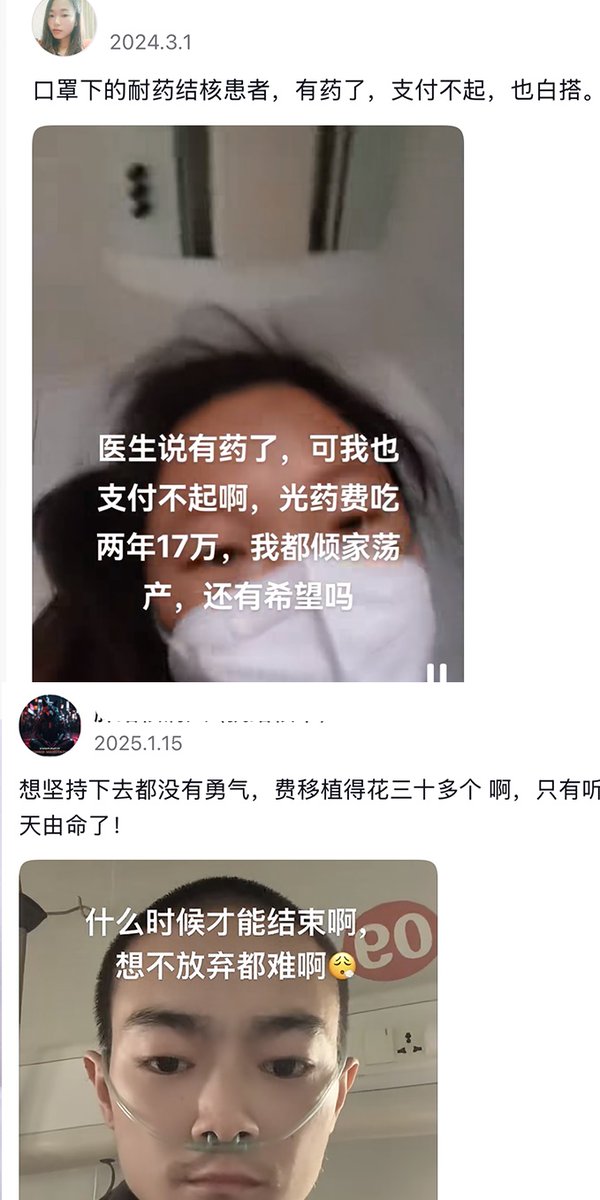 2024.3.1
口罩下的耐药结核患者，有药了，支付不起，也白搭。
医生说有药了，可我也
支付不起啊，光药费吃
两年17万，我都倾家荡
产，还有希望吗
2025.1.15
想坚持下去都没有勇气，费移植得花三十多个 啊，只有听
天由命了！
什么时候才能结束啊，
想不放弃都难啊😮‍💨